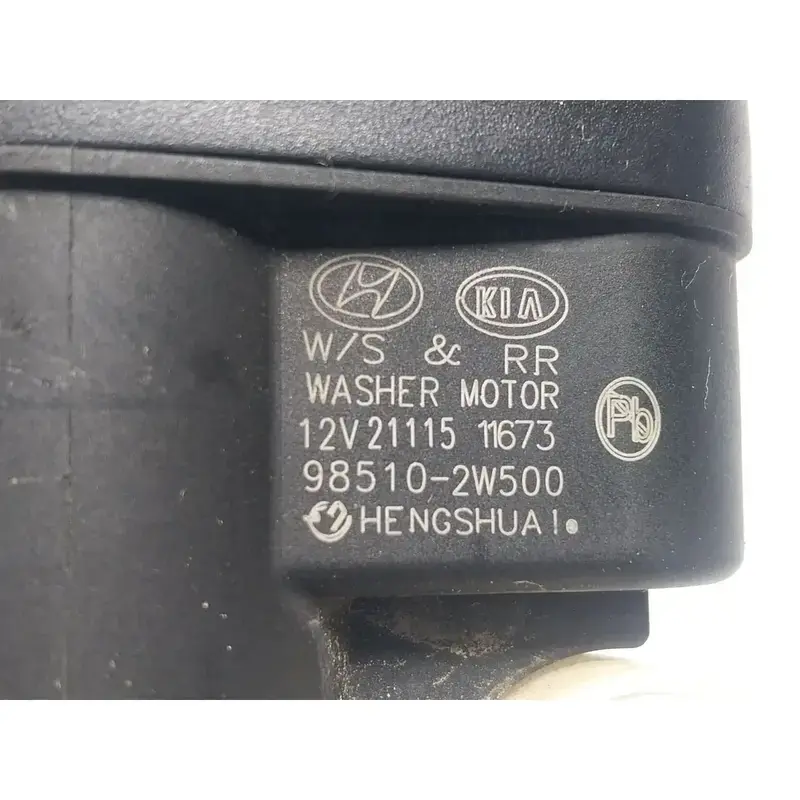 H KIA
W/S & RR
WASHER MOTOR
12V 21115 11673
Pb
98510-2W500
HENGSHUAI.